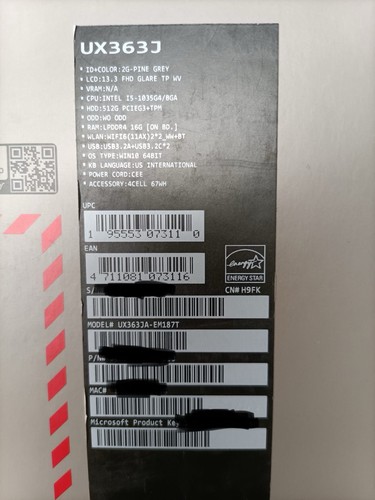 UX363J
• ID+COLOR:2G-PINE GREY
• LCD:13.3 FHD GLARE TP WV
• VRAM:N/A
• CPU:INTEL I5-1035G4/BGA
• HDD:512G PCIEG3+TPM
• ODD:WO ODD
• RAM:LPDDR4 16G [ON BD.]
• WLAN:WIFI6(11AX)2*2_WW+BT
• USB:USB3.2A+USB3.2C*2
• OS TYPE:WIN10 64BIT
• KB LANGUAGE:US INTERNATIONAL
• POWER CORD:CEE
• ACCESSORY:4CELL 67WH
UPC
1 95553 07311 0
EAN
4 711081 073116
energy
ENERGY STAR
S/
CN# H9FK
MODEL# UX363JA-EM187T
P/N#
MAC#
Microsoft Product Key